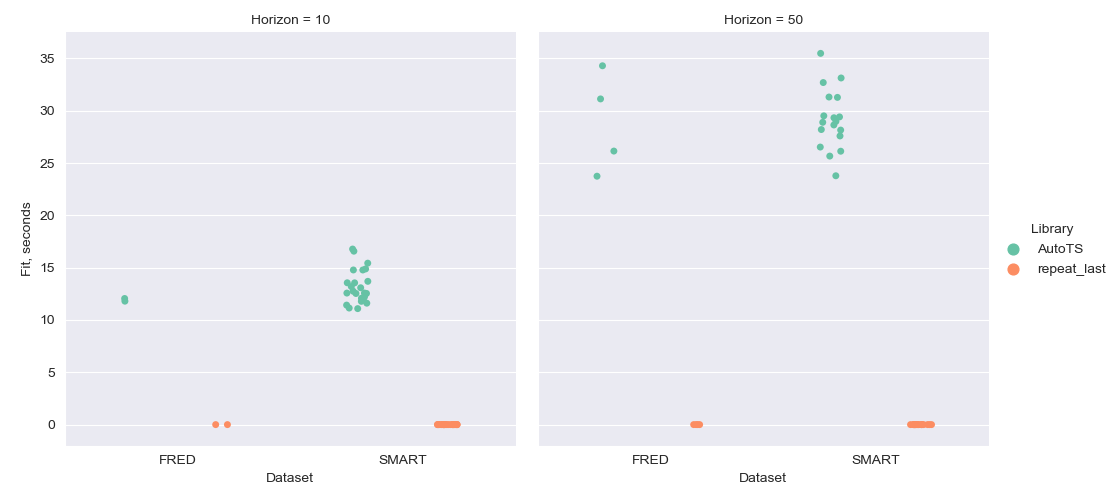 Horizon = 10
Horizon = 50
Fit, seconds
35
30
25
20
15
10
5
0
FRED
SMART
FRED
SMART
Dataset
Dataset
Library
AutoTS
repeat_last